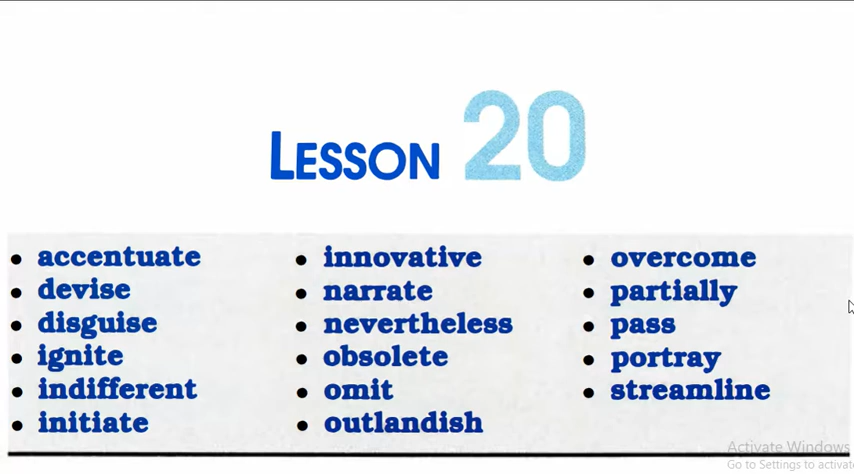 LESSON 20
• accentuate
• devise
• disguise
• ignite
• indifferent
• initiate
• innovative
• narrate
• nevertheless
• obsolete
• omit
• outlandish
• overcome
• partially
• pass
• portray
• streamline
Activate Windows
Go to Settings to activat